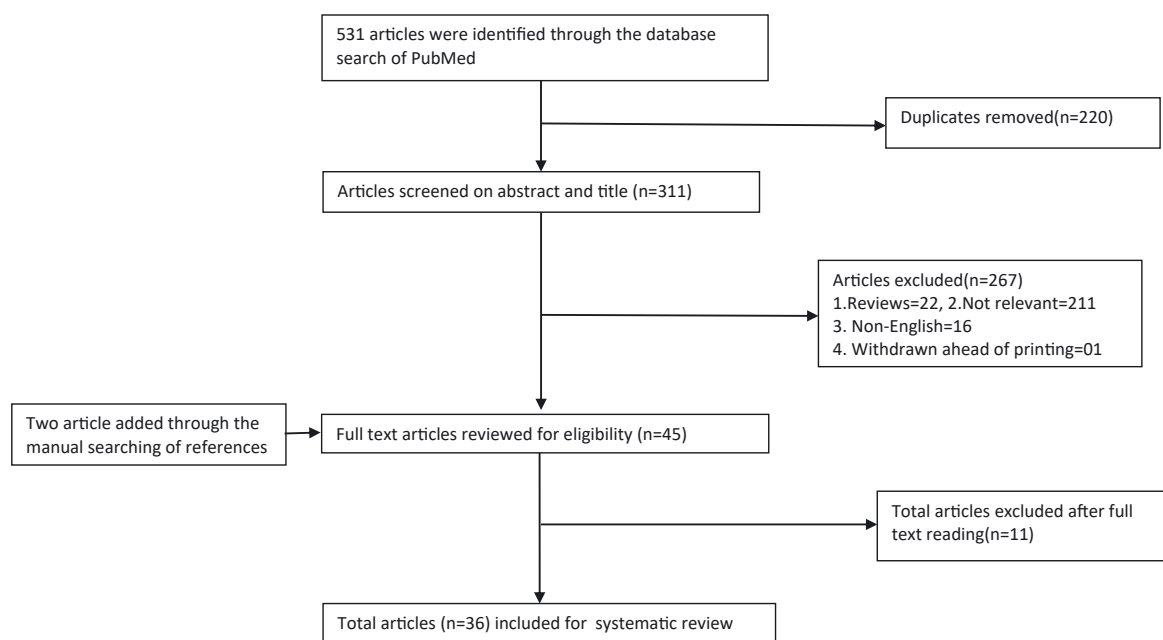 531 articles were identified through the database
search of PubMed
Duplicates removed(n=220)
Articles screened on abstract and title (n=311)
Articles excluded(n=267)
1.Reviews=22, 2.Not relevant=211
3. Non-English=16
4. Withdrawn ahead of printing=01
Two article added through the
manual searching of references
Full text articles reviewed for eligibility (n=45)
Total articles excluded after full
text reading(n=11)
Total articles (n=36) included for systematic review